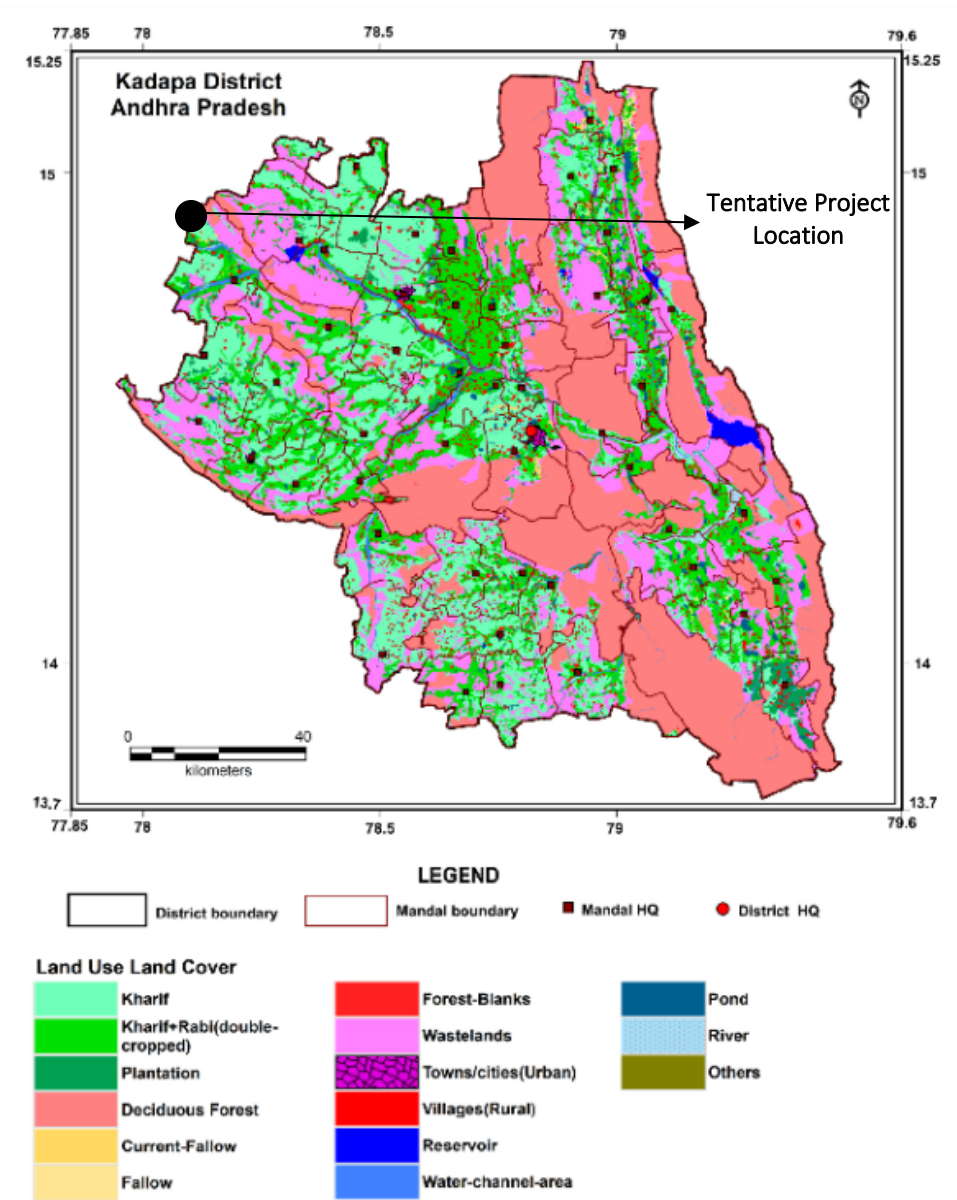 77.85 78 78.5 79 79.6
15.25 15.25
Kadapa District
Andhra Pradesh
N
15 15
Tentative Project
Location
14 14
0 40
kilometers
13.7 13.7
77.85 78 78.5 79 79.6
LEGEND
District boundary Mandal boundary Mandal HQ District HQ
Land Use Land Cover
Kharif Forest-Blanks Pond
Kharif+Rabi(double-
cropped) Wastelands River
Plantation Towns/cities(Urban) Others
Deciduous Forest Villages(Rural)
Current-Fallow Reservoir
Fallow Water-channel-area